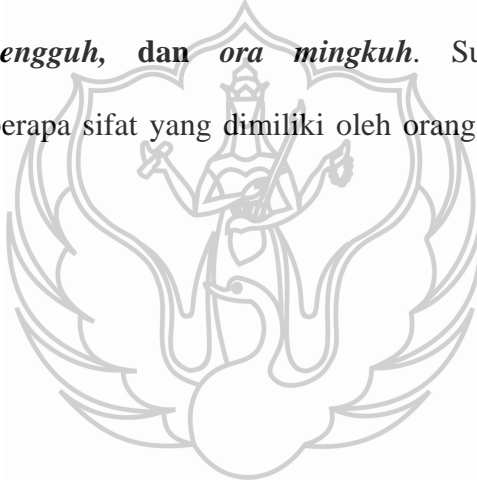 engguh, dan ora mingkuh. Su
erapa sifat yang dimiliki oleh orang